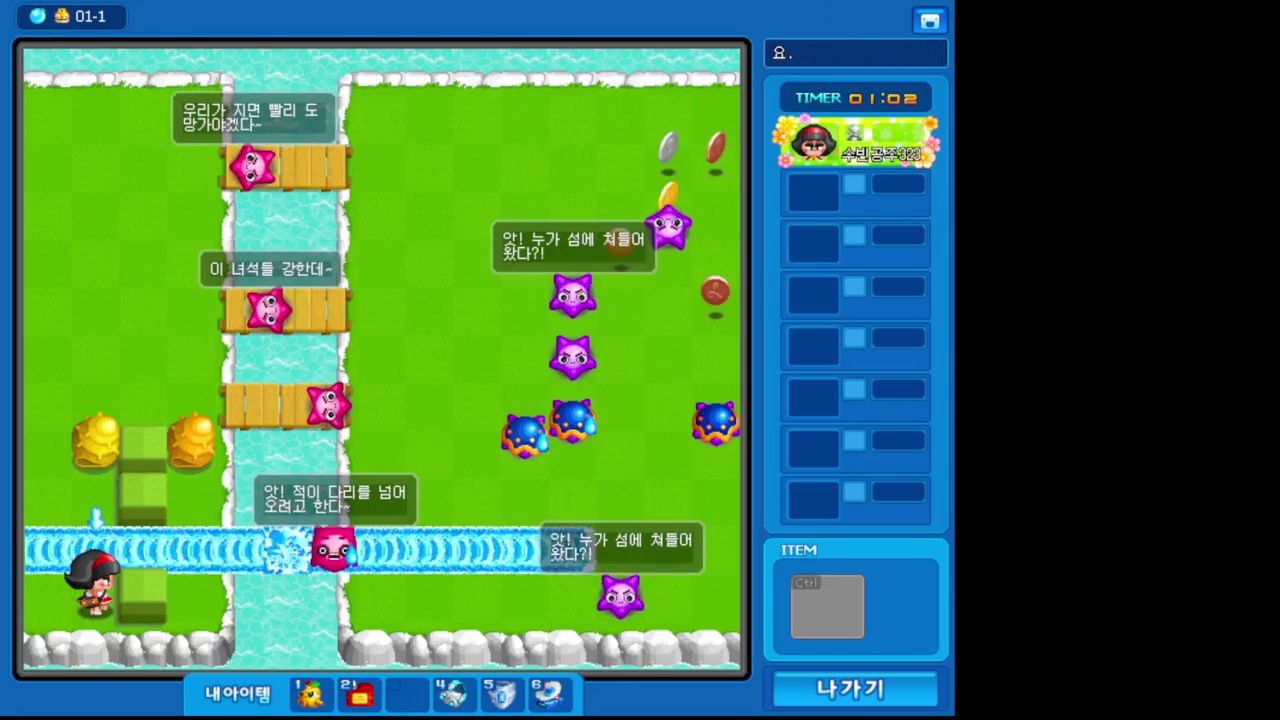 01-1
요.
TIMER 01:02
수빈공주323
우리가 지면 빨리 도
망가야겠다~
앗! 누가 섬에 쳐들어
왔다?!
이 녀석들 강한데~
앗! 적이 다리를 넘어
오려고 한다~
앗! 누가 섬에 쳐들어
왔다?!
ITEM
Ctrl
내아이템
1
2
4
5
6
나가기